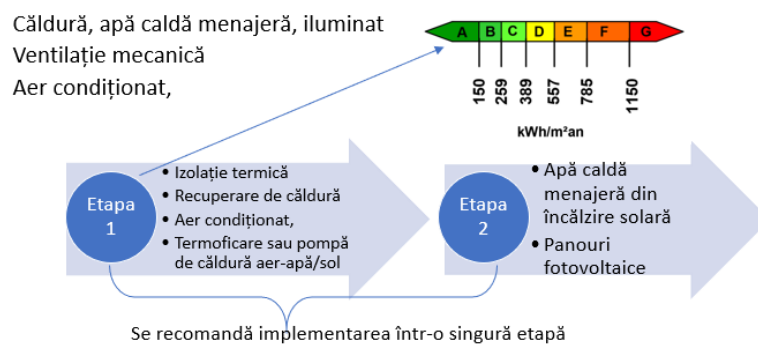 Căldură, apă caldă menajeră, iluminat
Ventilație mecanică
Aer condiționat,
A B C D E F G
150 259 389 557 785 1150
kWh/m²an
Etapa
1
• Izolație termică
• Recuperare de căldură
• Aer condiționat,
• Termoficare sau pompă
de căldură aer-apă/sol
Etapa
2
• Apă caldă
menajeră din
încălzire solară
• Panouri
fotovoltaice
Se recomandă implementarea într-o singură etapă